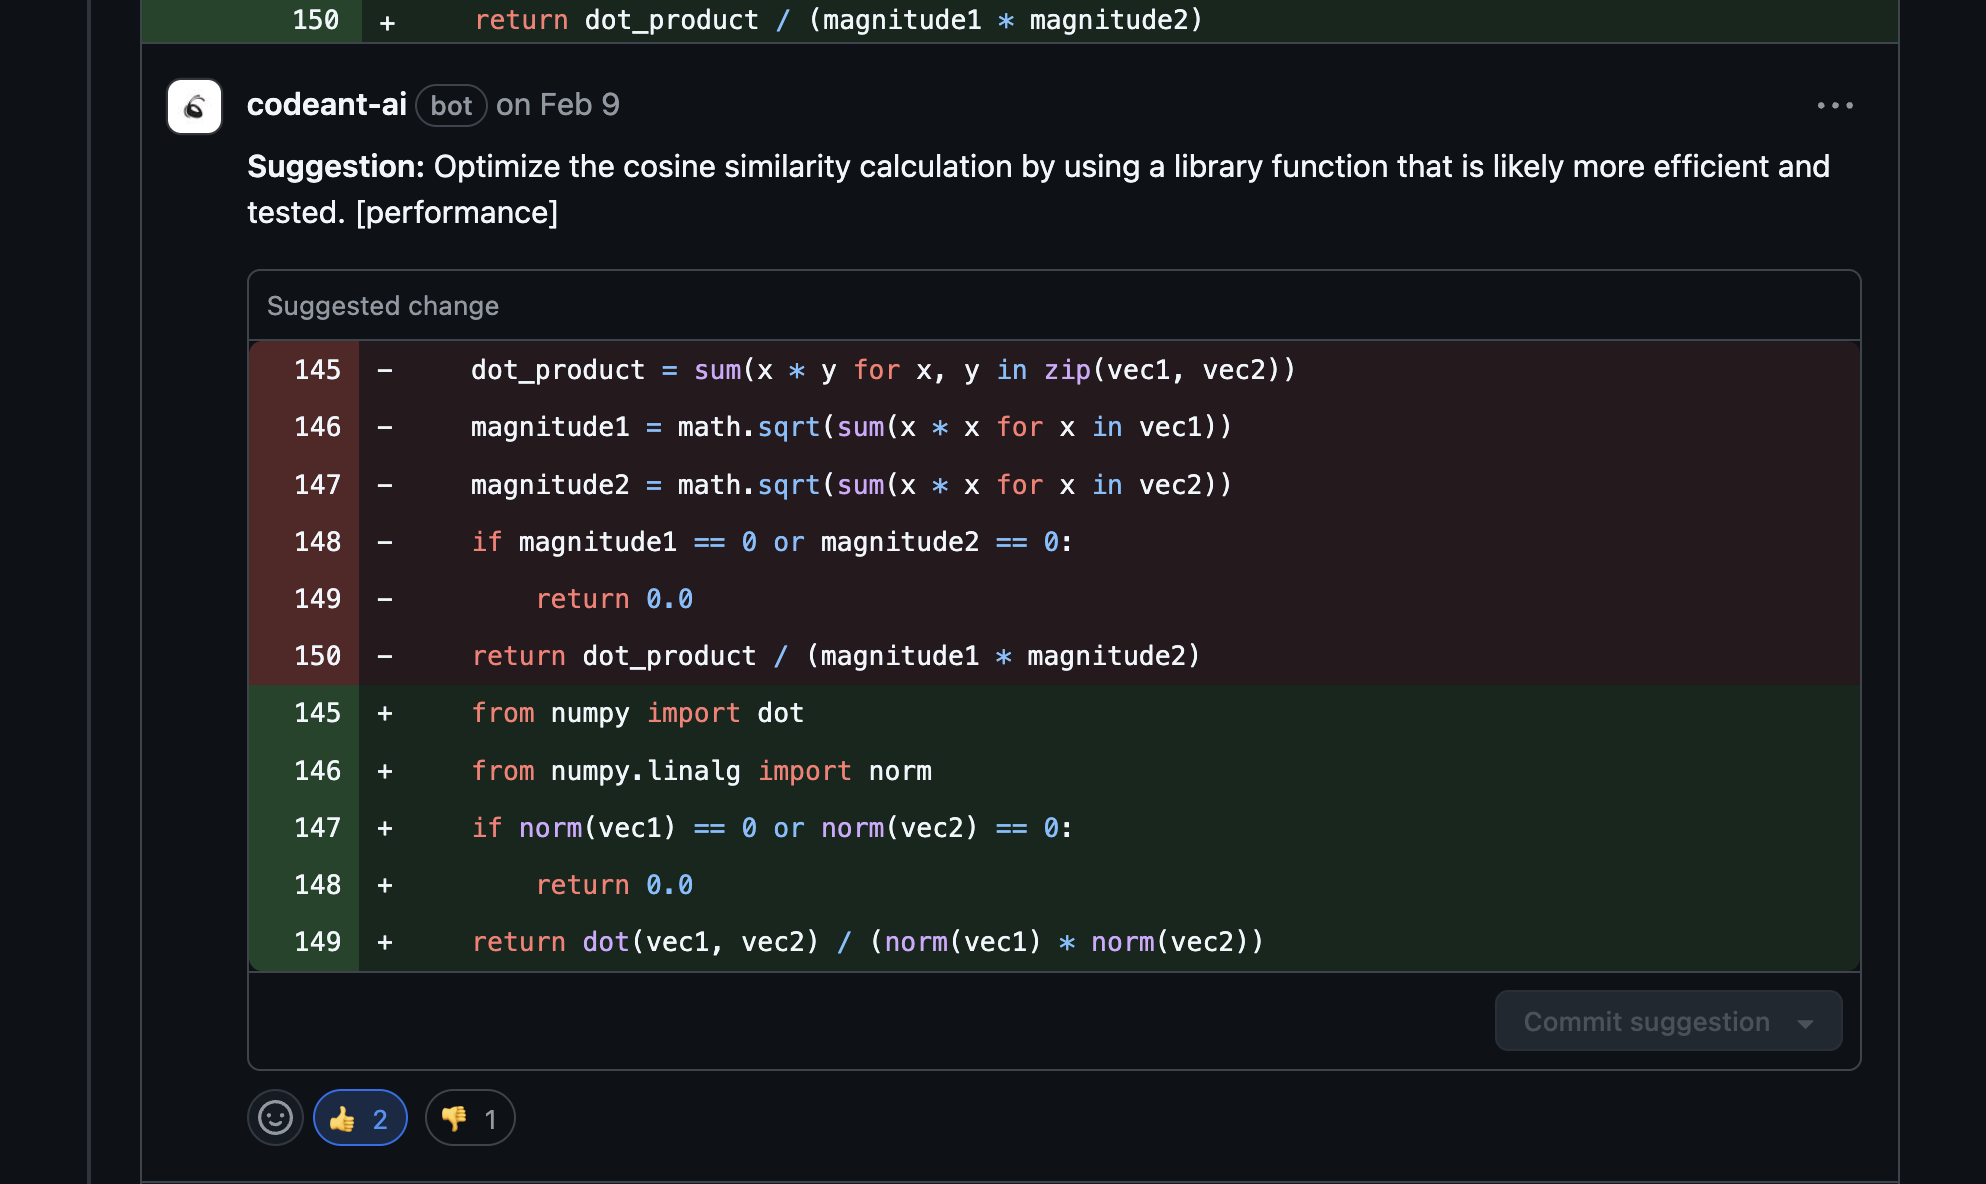 150 + return dot_product / (magnitude1 * magnitude2)
codeant-ai bot on Feb 9
Suggestion: Optimize the cosine similarity calculation by using a library function that is likely more efficient and
tested. [performance]
Suggested change
145 - dot_product = sum(x * y for x, y in zip(vec1, vec2))
146 - magnitude1 = math.sqrt(sum(x * x for x in vec1))
147 - magnitude2 = math.sqrt(sum(x * x for x in vec2))
148 - if magnitude1 == 0 or magnitude2 == 0:
149 - return 0.0
150 - return dot_product / (magnitude1 * magnitude2)
145 + from numpy import dot
146 + from numpy.linalg import norm
147 + if norm(vec1) == 0 or norm(vec2) == 0:
148 + return 0.0
149 + return dot(vec1, vec2) / (norm(vec1) * norm(vec2))
Commit suggestion
👍 2 👎 1